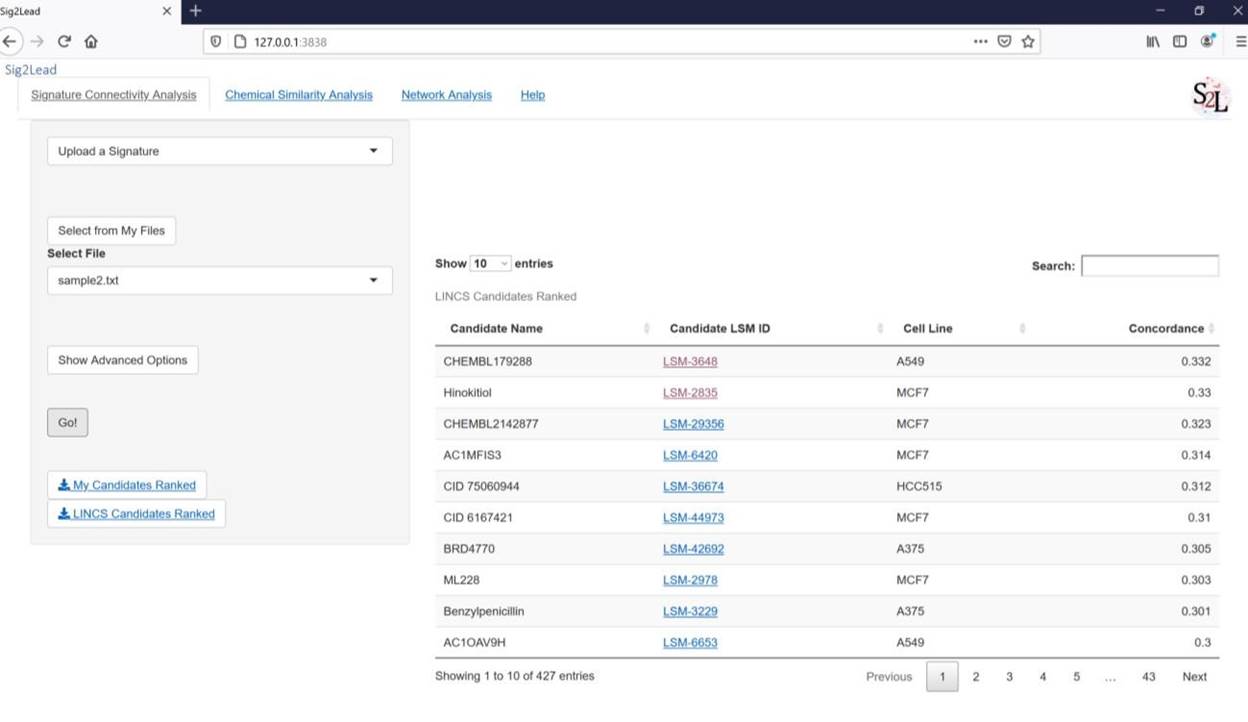 Sig2Lead
127.0.0.1:3838
Sig2Lead
Signature Connectivity Analysis Chemical Similarity Analysis Network Analysis Help
S2L
Upload a Signature
Select from My Files
Select File
sample2.txt
Show Advanced Options
Go!
My Candidates Ranked
LINCS Candidates Ranked
Show 10 entries Search:
LINCS Candidates Ranked
Candidate Name Candidate LSM ID Cell Line Concordance
CHEMBL179288 LSM-3648 A549 0.332
Hinokitiol LSM-2835 MCF7 0.33
CHEMBL2142877 LSM-29356 MCF7 0.323
AC1MFIS3 LSM-6420 MCF7 0.314
CID 75060944 LSM-36674 HCC515 0.312
CID 6167421 LSM-44973 MCF7 0.31
BRD4770 LSM-42692 A375 0.305
ML228 LSM-2978 MCF7 0.303
Benzylpenicillin LSM-3229 A375 0.301
AC1OAV9H LSM-6653 A549 0.3
Showing 1 to 10 of 427 entries Previous 1 2 3 4 5 ... 43 Next